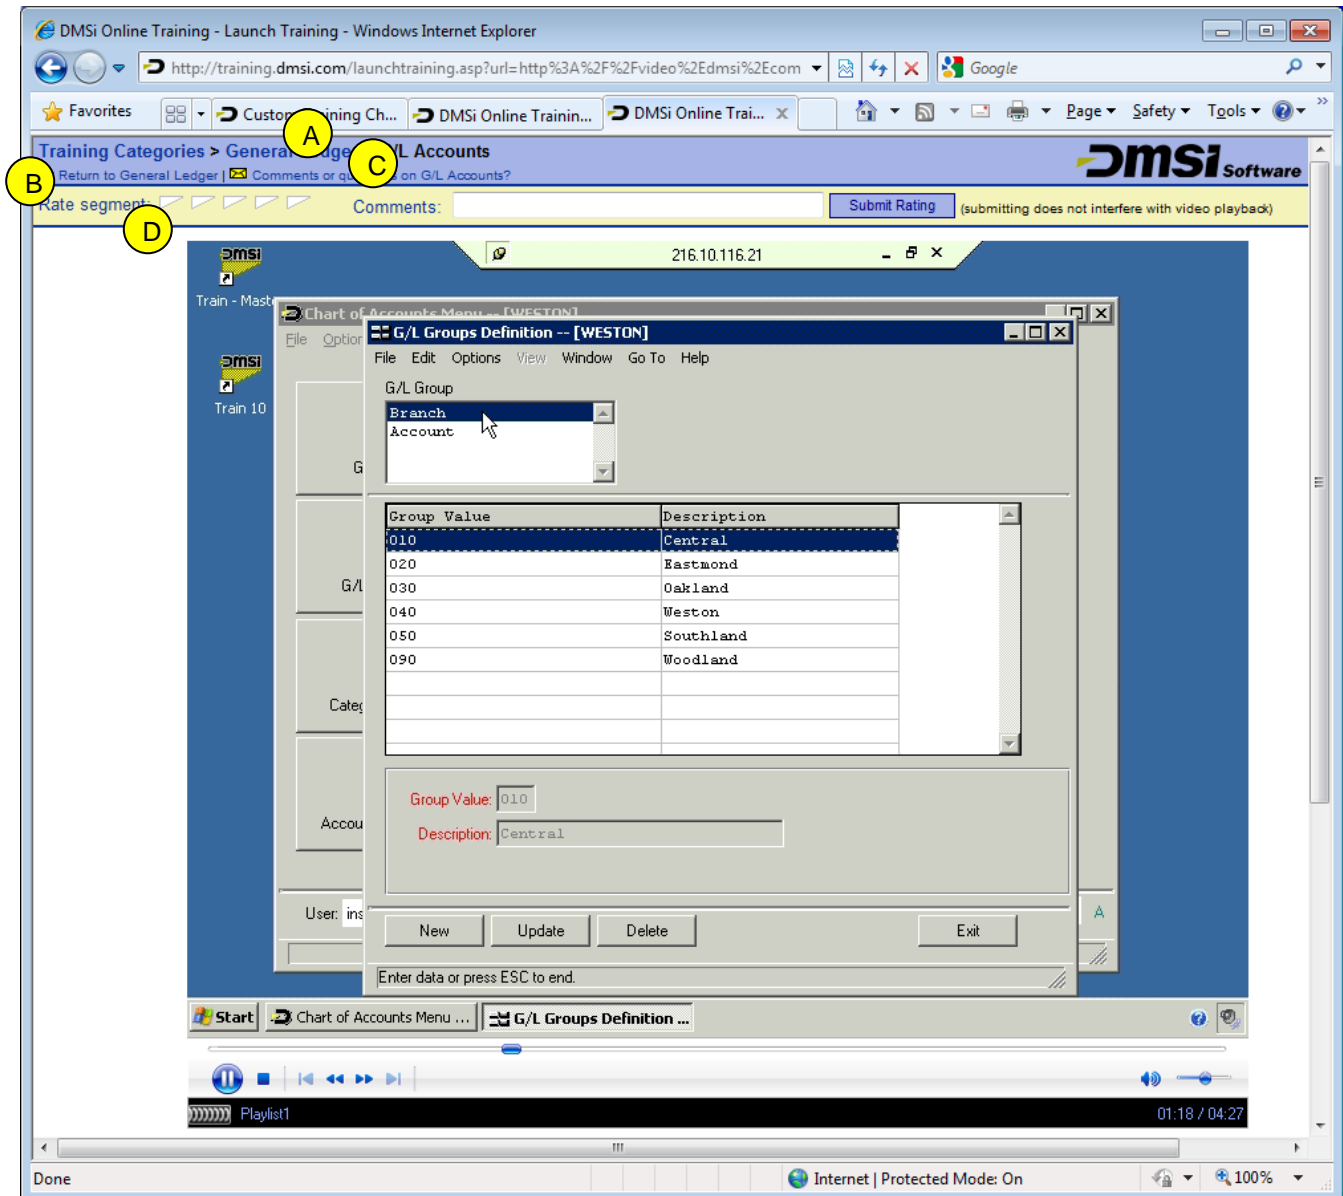 DMSi Online Training - Launch Training - Windows Internet Explorer
http://training.dmsi.com/launchtraining.asp?url=http%3A%2F%2Fvideo%2Edmsi%2Ecom
Google
Favorites
Custom
ining Ch...
DMSi Online Trainin...
DMSi Online Trai...
Page
Safety
Tools
A
Training Categories > General
dge
/L Accounts
DMSi Software
C
B
Return to General Ledger | Comments or qu
on G/L Accounts?
Rate segment:
Comments:
Submit Rating
(submitting does not interfere with video playback)
D
DMSi
216.10.116.21
Train - Mast
Chart of Accounts Menu -- [WESTON]
G/L Groups Definition -- [WESTON]
File Option
File Edit Options View Window Go To Help
DMSi
Train 10
G/L Group
Branch
Account
G
Group Value Description
010 Central
020 Eastmond
G/L
030 Oakland
040 Weston
050 Southland
090 Woodland
Categ
Group Value: 010
Accou
Description: Central
User: ins
A
New Update Delete Exit
Enter data or press ESC to end.
Start
Chart of Accounts Menu ...
G/L Groups Definition ...
Playlist1
01:18 / 04:27
Done
Internet | Protected Mode: On
100%